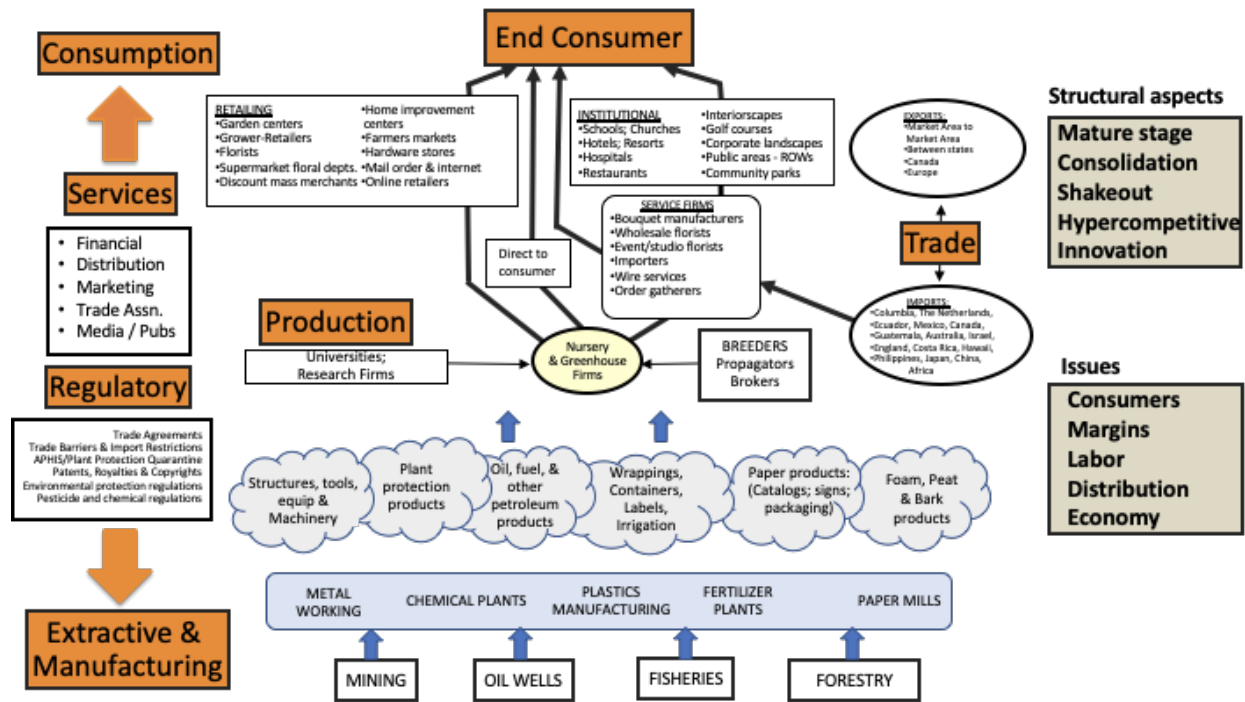 Consumption
Services
• Financial
• Distribution
• Marketing
• Trade Assn.
• Media / Pubs
Regulatory
Trade Agreements
Trade Barriers & Import Restrictions
APHIS/Plant Protection Quarantine
Patents, Royalties & Copyrights
Environmental protection regulations
Pesticide and chemical regulations
Extractive &
Manufacturing
End Consumer
RETAILING
•Garden centers
•Grower-Retailers
•Florists
•Supermarket floral depts.
•Discount mass merchants
•Home improvement
centers
•Farmers markets
•Hardware stores
•Mail order & internet
•Online retailers
INSTITUTIONAL
•Schools; Churches
•Hotels; Resorts
•Hospitals
•Restaurants
•Interiorscapes
•Golf courses
•Corporate landscapes
•Public areas - ROWs
•Community parks
SERVICE FIRMS
•Bouquet manufacturers
•Wholesale florists
•Event/studio florists
•Importers
•Wire services
•Order gatherers
Direct to
consumer
Production
Universities;
Research Firms
Nursery
& Greenhouse
Firms
BREEDERS
Propagators
Brokers
EXPORTS:
•Market Area to
Market Area
•Between states
•Canada
•Europe
Trade
IMPORTS:
•Columbia, The Netherlands,
•Ecuador, Mexico, Canada,
•Guatemala, Australia, Israel,
•England, Costa Rica, Hawaii,
•Philippines, Japan, China,
Africa
Structural aspects
Mature stage
Consolidation
Shakeout
Hypercompetitive
Innovation
Issues
Consumers
Margins
Labor
Distribution
Economy
Structures, tools,
equip &
Machinery
Plant
protection
products
Oil, fuel, &
other
petroleum
products
Wrappings,
Containers,
Labels,
Irrigation
Paper products:
(Catalogs; signs;
packaging)
Foam, Peat
& Bark
products
METAL
WORKING
CHEMICAL PLANTS
PLASTICS
MANUFACTURING
FERTILIZER
PLANTS
PAPER MILLS
MINING
OIL WELLS
FISHERIES
FORESTRY